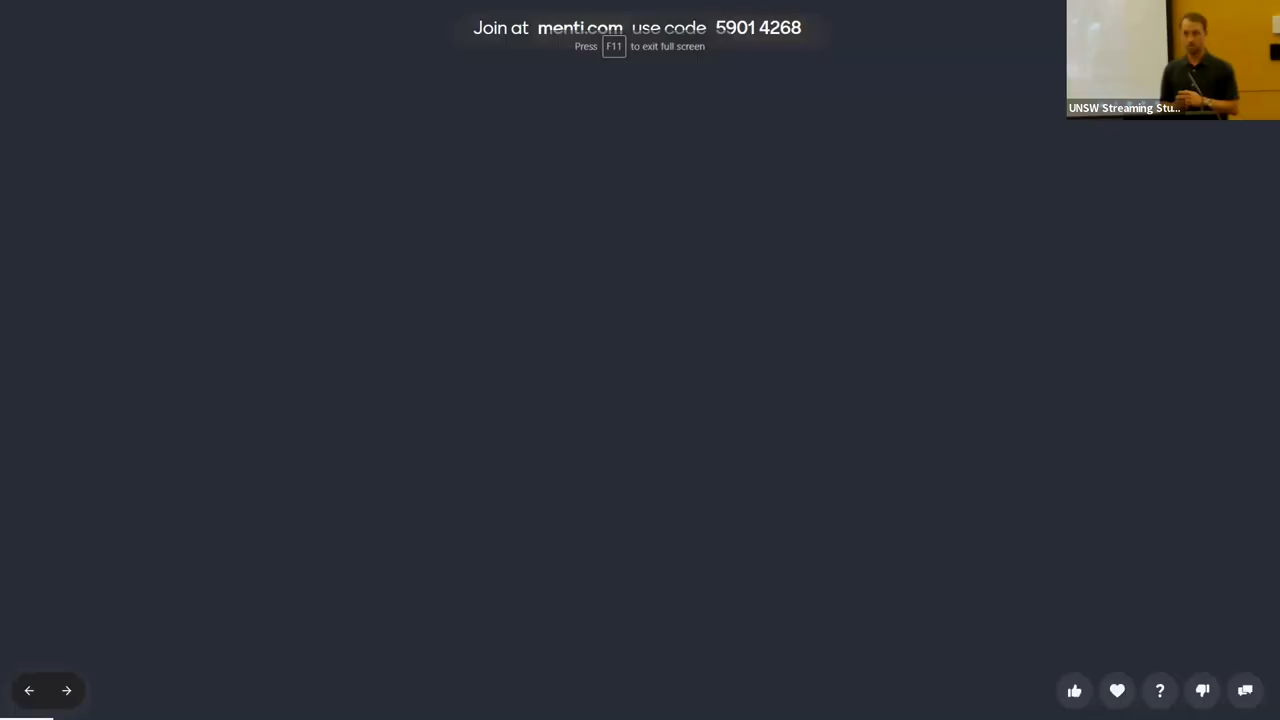 Join at menti.com use code 5901 4268
Press F11 to exit full screen
UNSW Streaming Stu...